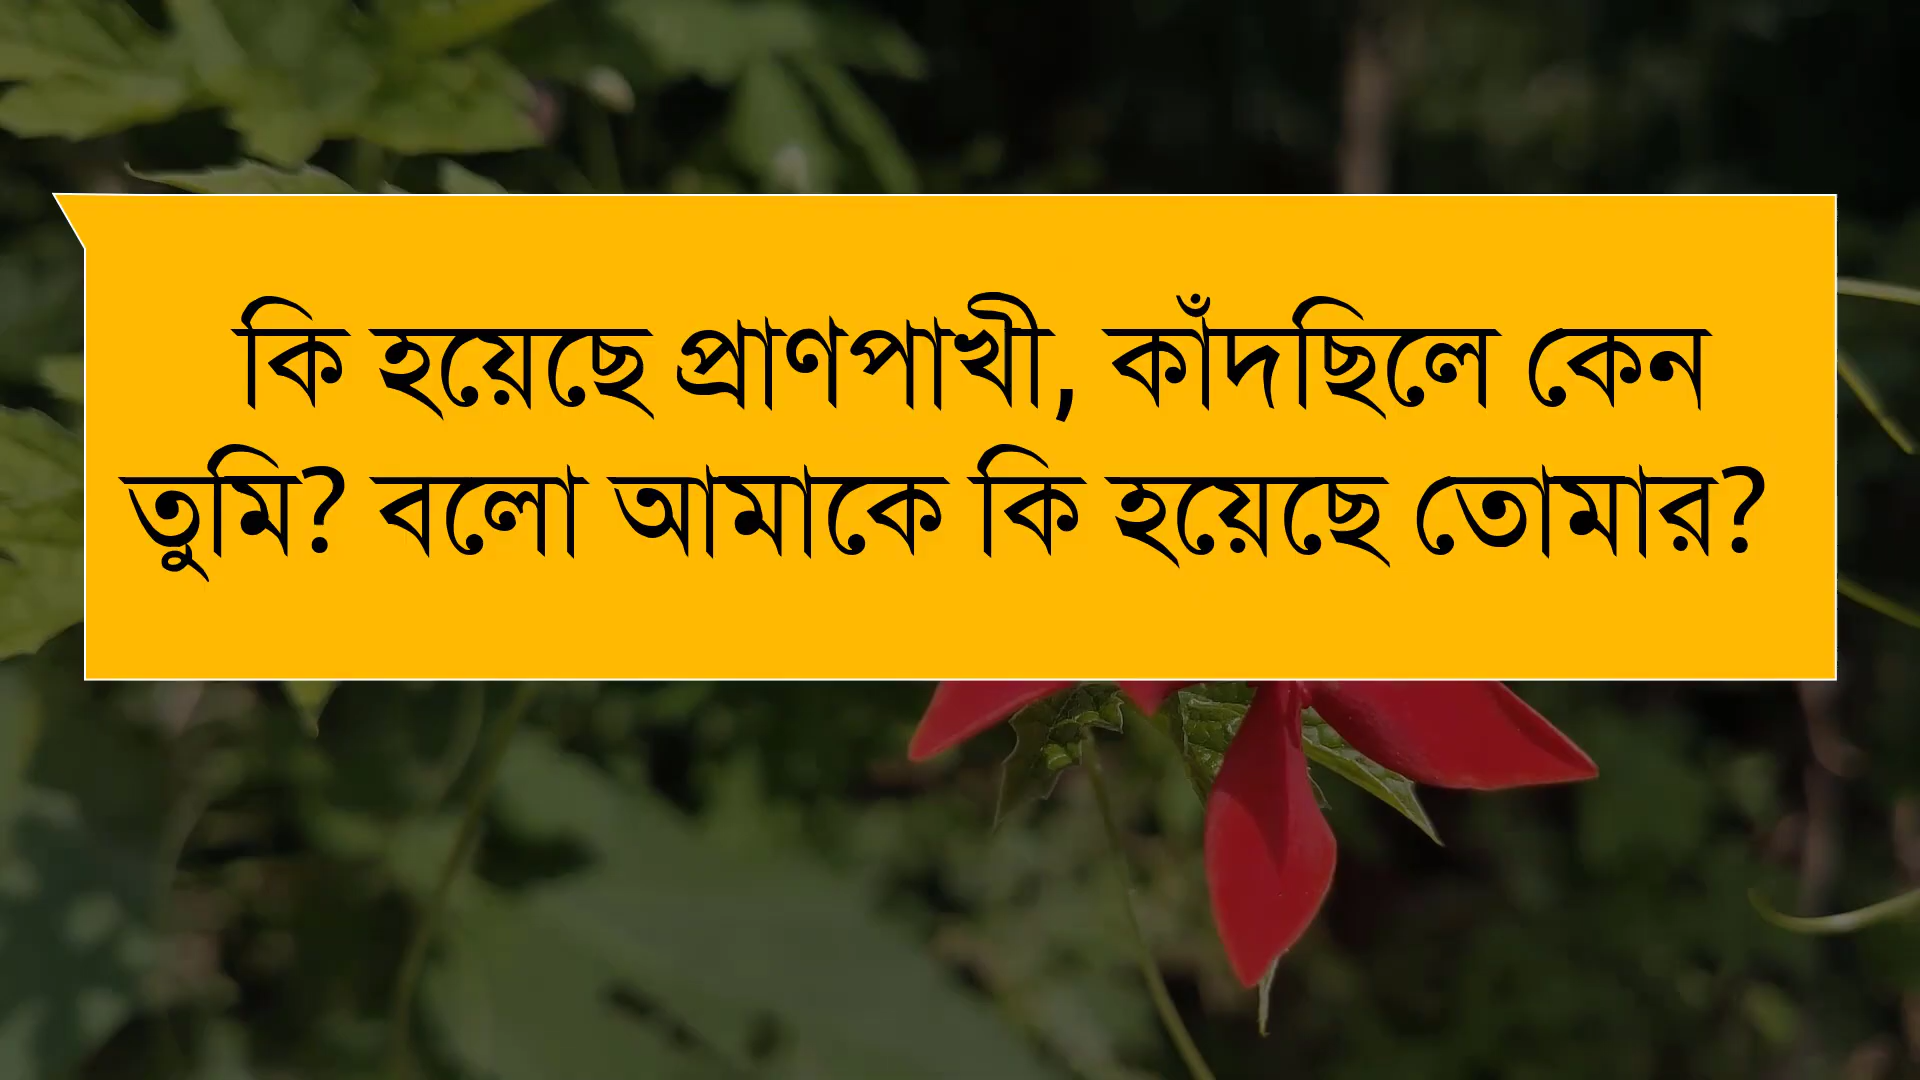 কি হয়েছে প্রাণপাখী, কাঁদছিলে কেন
তুমি? বলো আমাকে কি হয়েছে তোমার?